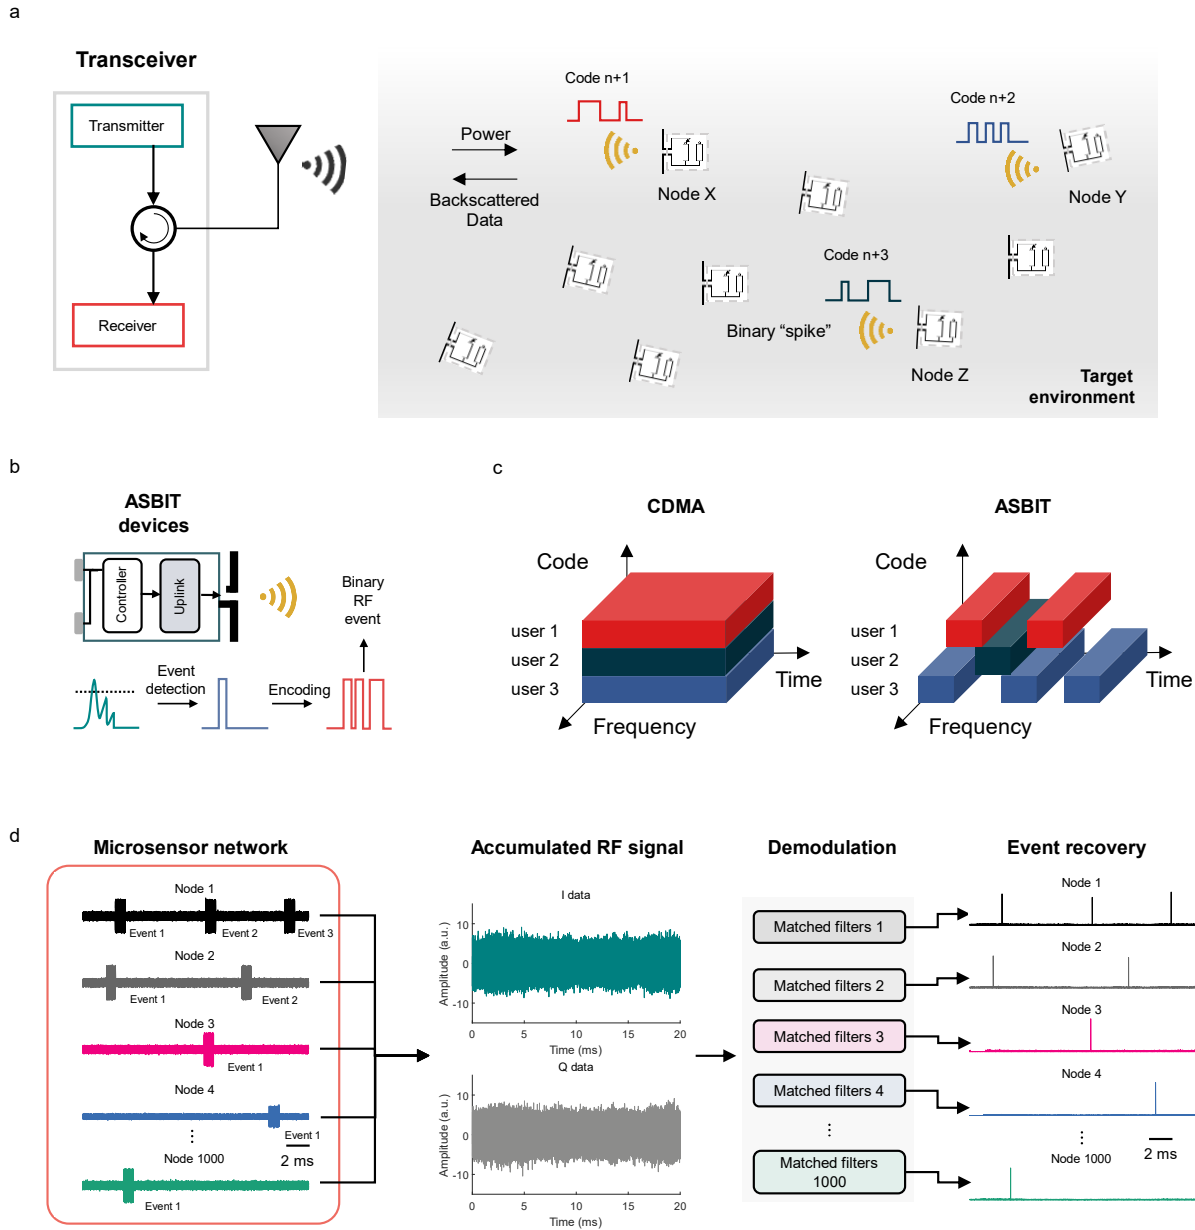 a
Transceiver
Transmitter
Receiver
Power
Backscattered
Data
Code n+1
Node X
Code n+2
Node Y
Code n+3
Binary “spike”
Node Z
Target
environment
b
ASBIT
devices
Controller
Uplink
Binary
RF
event
Event
detection
Encoding
c
CDMA
Code
user 1
user 2
user 3
Time
Frequency
ASBIT
Code
user 1
user 2
user 3
Time
Frequency
d
Microsensor network
Node 1
Event 1
Event 2
Event 3
Node 2
Event 1
Event 2
Node 3
Event 1
Node 4
Event 1
2 ms
Node 1000
Event 1
Accumulated RF signal
I data
Amplitude (a.u.)
10
0
-10
0 5 10 15 20
Time (ms)
Q data
Amplitude (a.u.)
10
0
-10
0 5 10 15 20
Time (ms)
Demodulation
Matched filters 1
Matched filters 2
Matched filters 3
Matched filters 4
Matched filters
1000
Event recovery
Node 1
Node 2
Node 3
Node 4
2 ms
Node 1000